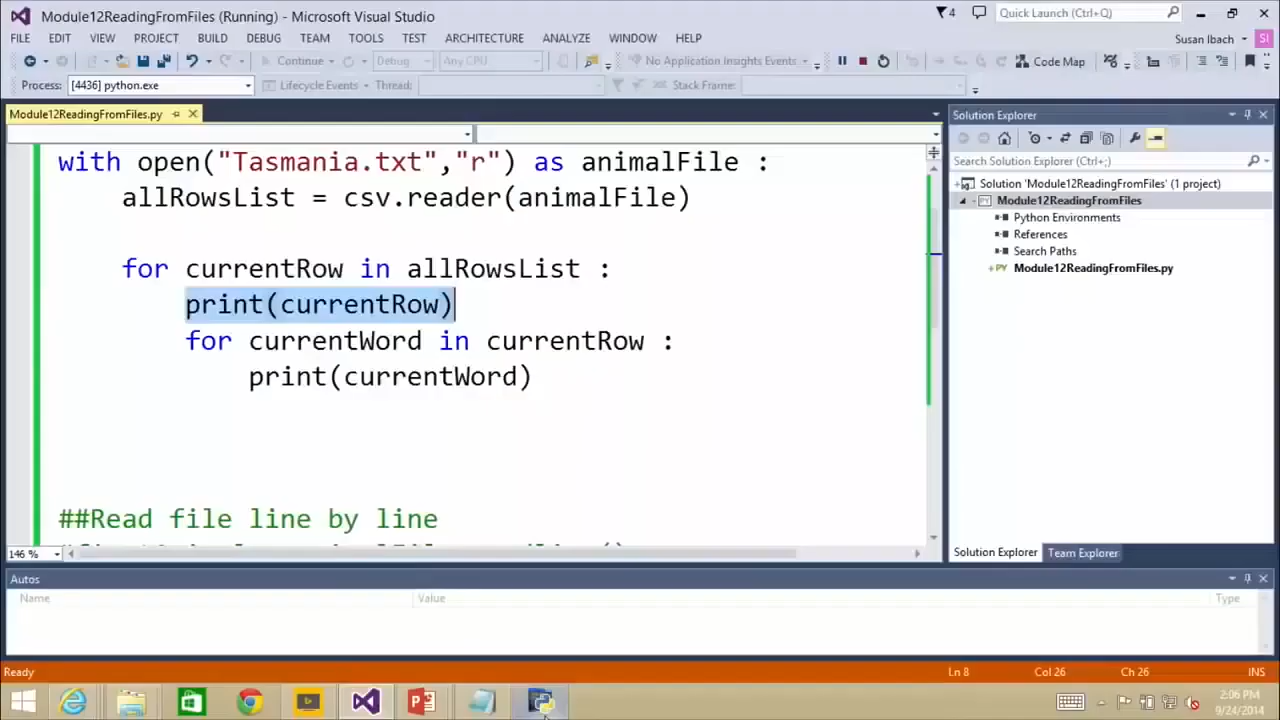 Module12ReadingFromFiles (Running) - Microsoft Visual Studio
4
Quick Launch (Ctrl+Q)
FILE EDIT VIEW PROJECT BUILD DEBUG TEAM TOOLS TEST ARCHITECTURE ANALYZE WINDOW HELP
Susan Ibach SI
Continue Debug Any CPU No Application Insights Events Code Map
Process: [4436] python.exe Lifecycle Events Thread: Stack Frame:
Module12ReadingFromFiles.py
with open("Tasmania.txt","r") as animalFile :
allRowsList = csv.reader(animalFile)
for currentRow in allRowsList :
print(currentRow)
for currentWord in currentRow :
print(currentWord)
##Read file line by line
146 %
Solution Explorer
Search Solution Explorer (Ctrl+;)
Solution 'Module12ReadingFromFiles' (1 project)
PY Module12ReadingFromFiles
Python Environments
References
Search Paths
PY Module12ReadingFromFiles.py
Solution Explorer Team Explorer
Autos
Name Value Type
Ready Ln 8 Col 26 Ch 26 INS
2:06 PM
9/24/2014